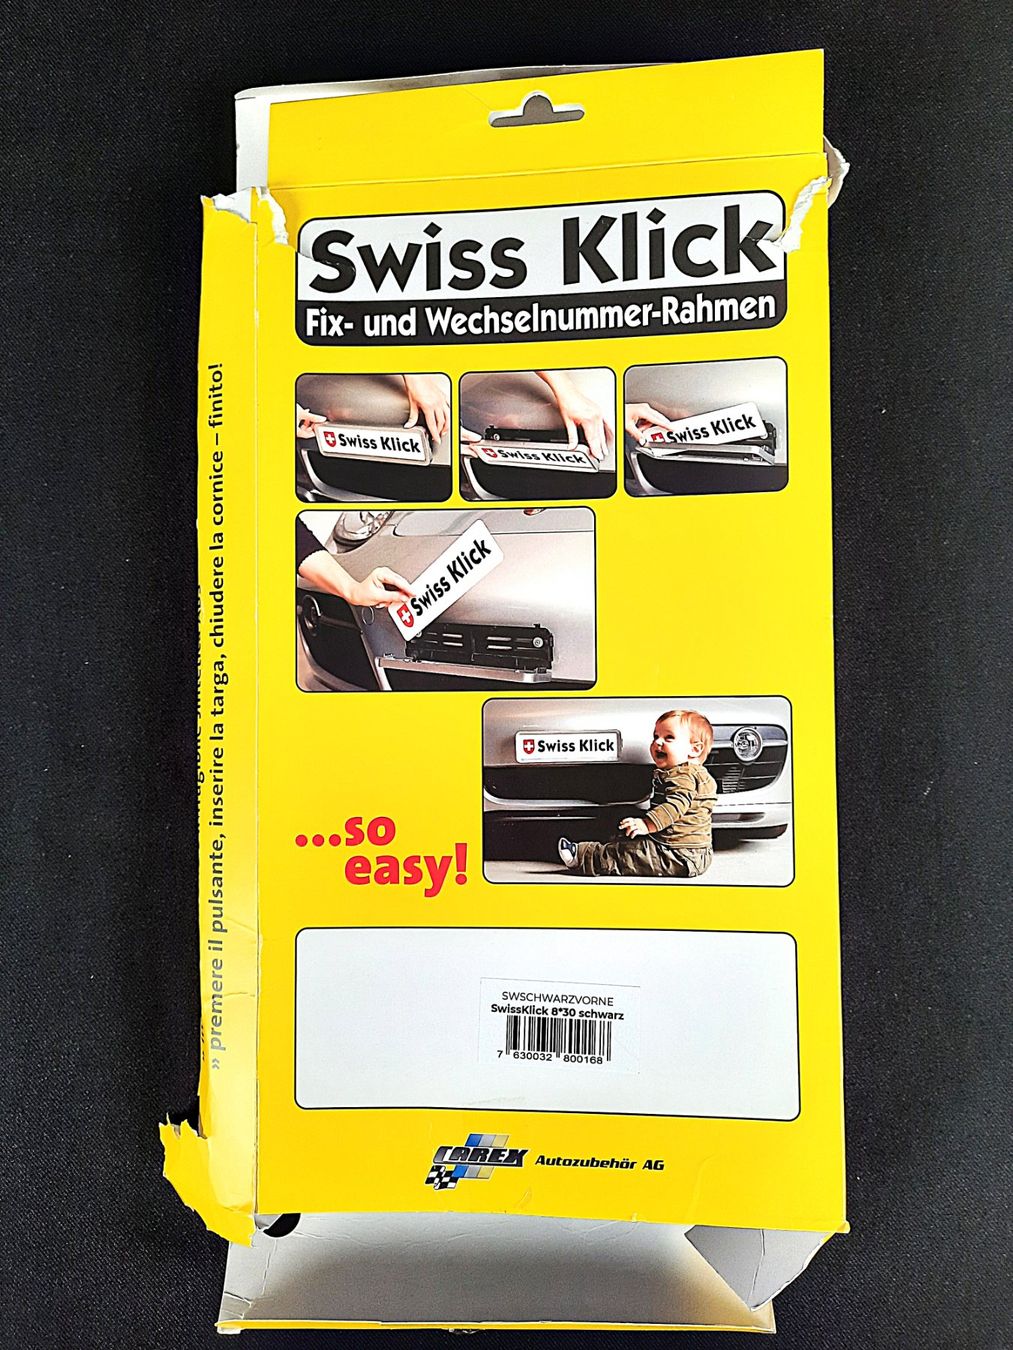 Swiss Klick
Fix- und Wechselnummer-Rahmen
Swiss Klick
Swiss Klick
Swiss Klick
Swiss Klick
Swiss Klick
...so
easy!
SWSCHWARZVORNE
SwissKlick 8*30 schwarz
7 630032 800168
CAREX Autozubehör AG
» premere il pulsante, inserire la targa, chiudere la cornice – finito!